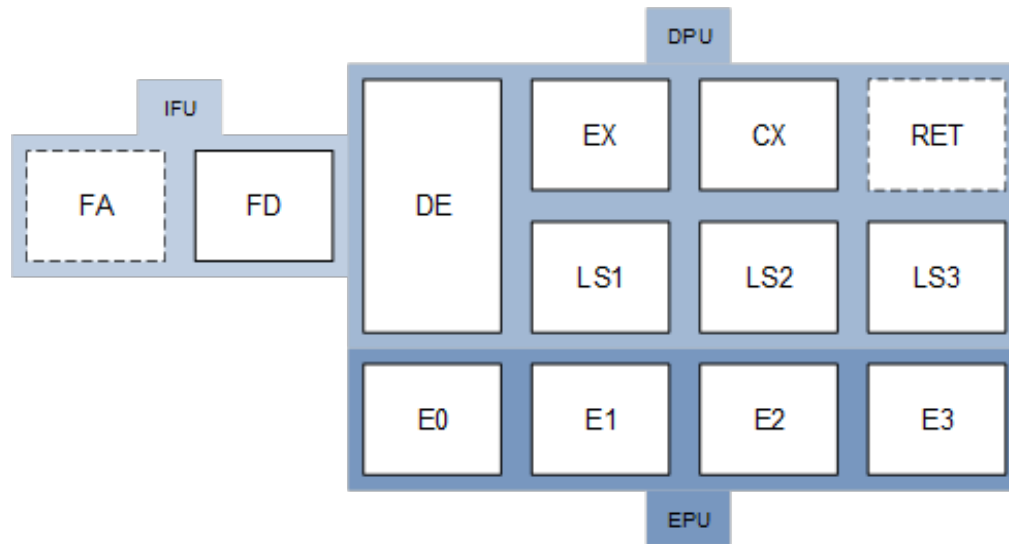 DPU
IFU
EX CX RET
FA FD DE
LS1 LS2 LS3
E0 E1 E2 E3
EPU